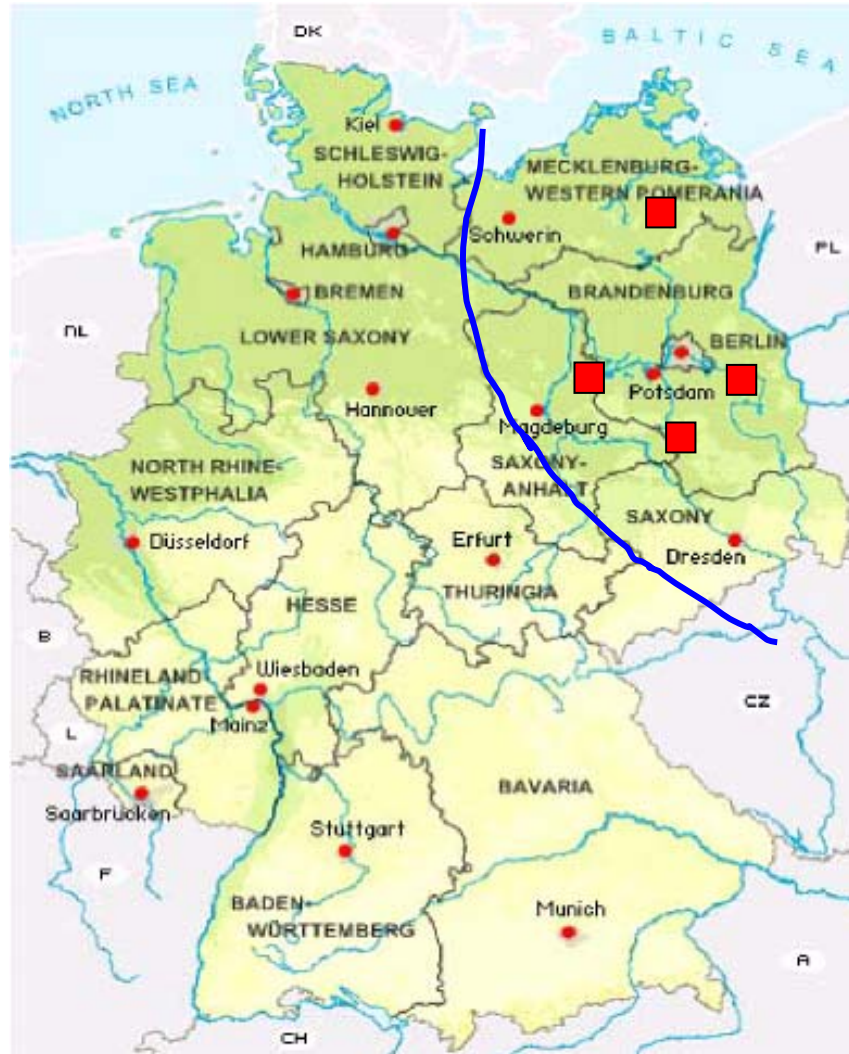 DK
BALTIC SEA
NORTH SEA
Kiel
SCHLESWIG-
HOLSTEIN
MECKLENBURG-
WESTERN POMERANIA
Schwerin
HAMBURG
PL
BREMEN
BRANDENBURG
NL
LOWER SAXONY
BERLIN
Hannover
Potsdam
Magdeburg
NORTH RHINE-
WESTPHALIA
SAXONY-
ANHALT
SAXONY
Düsseldorf
Erfurt
Dresden
THURINGIA
HESSE
B
Wiesbaden
RHINELAND-
PALATINATE
Mainz
CZ
L
SAARLAND
BAVARIA
Saarbrücken
Stuttgart
F
BADEN-
WÜRTTEMBERG
Munich
A
CH